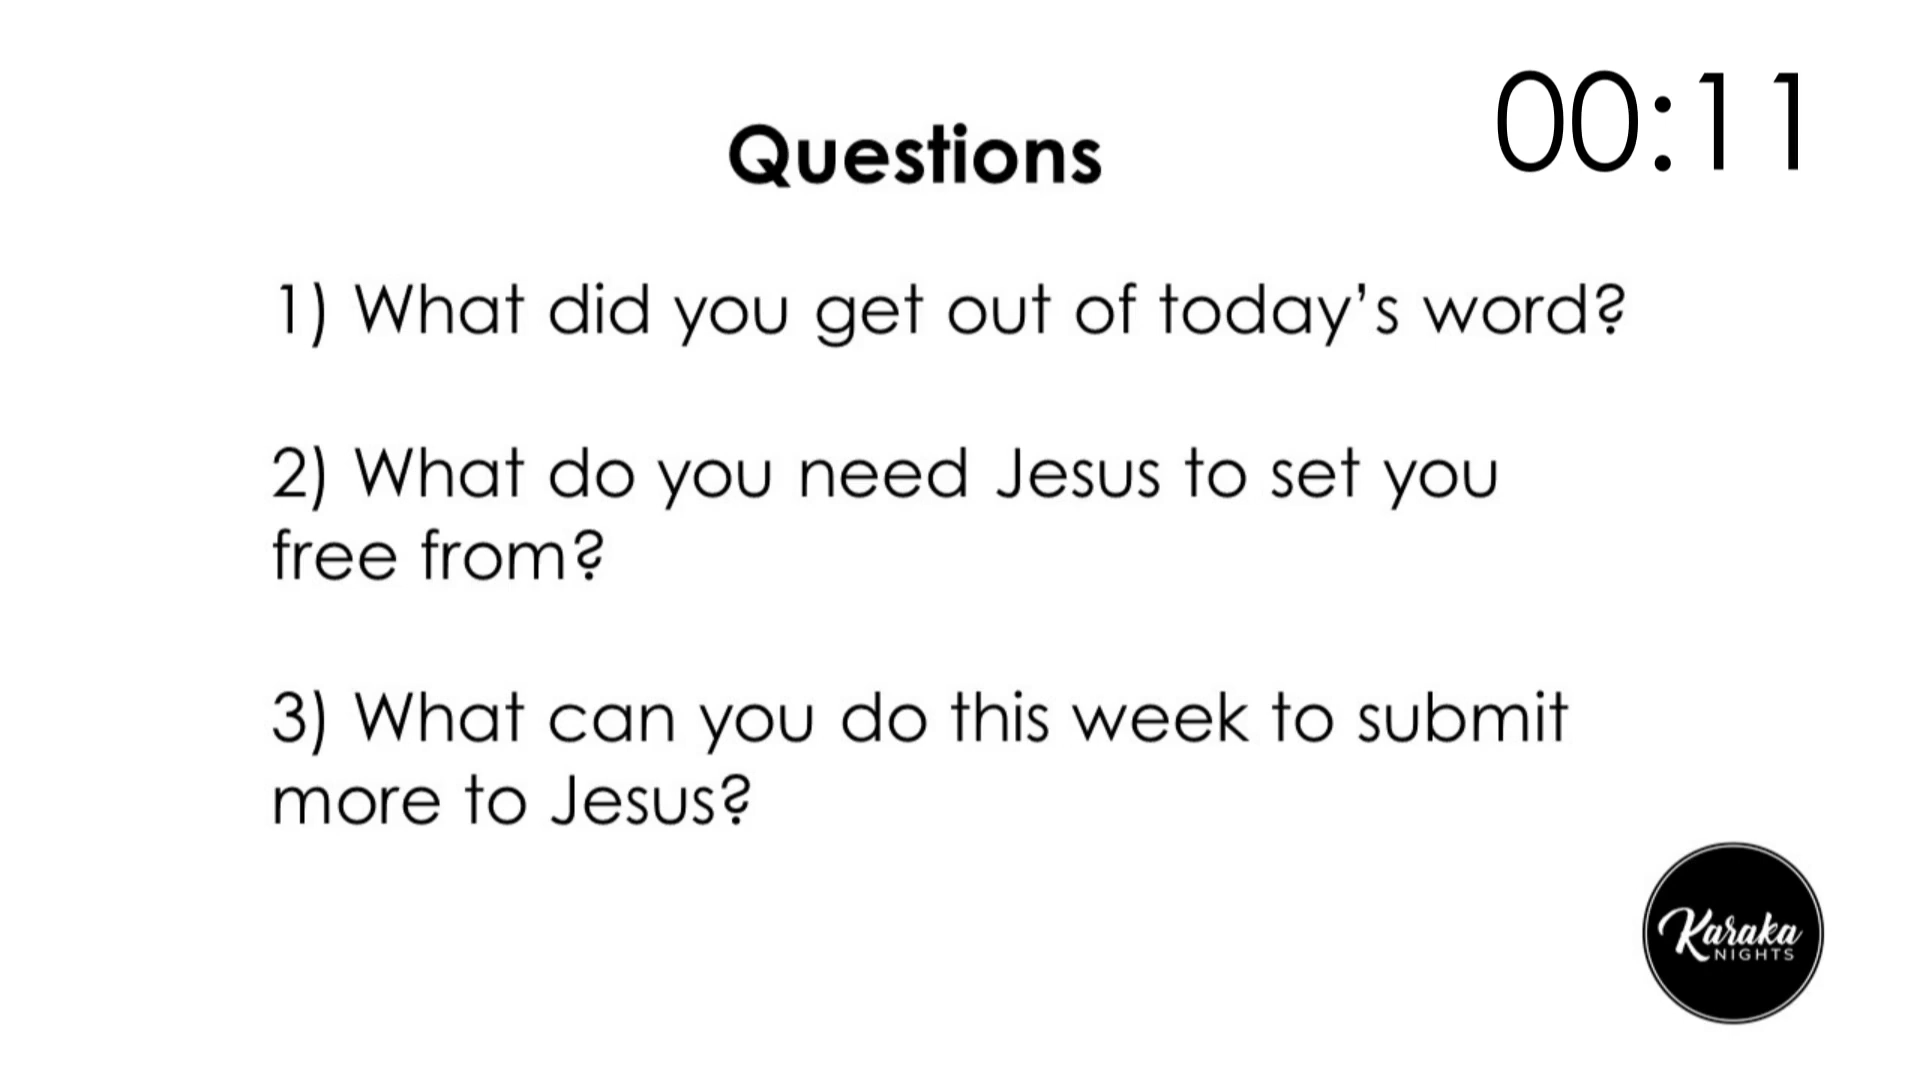 00:11
Questions
1) What did you get out of today’s word?
2) What do you need Jesus to set you
free from?
3) What can you do this week to submit
more to Jesus?
Karaka
NIGHTS